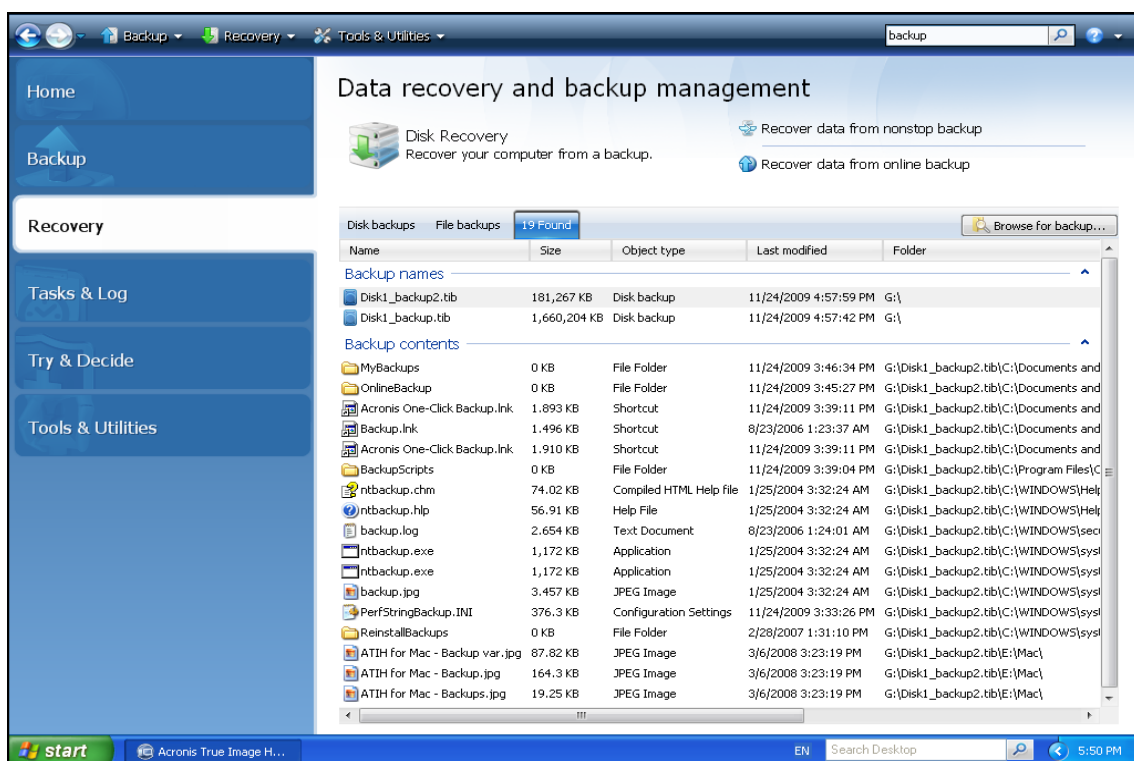 Backup Recovery Tools & Utilities backup
Home
Backup
Recovery
Tasks & Log
Try & Decide
Tools & Utilities
Data recovery and backup management
Disk Recovery
Recover your computer from a backup.
Recover data from nonstop backup
Recover data from online backup
Disk backups File backups 19 Found Browse for backup...
Name Size Object type Last modified Folder
Backup names
Disk1_backup2.tib 181,267 KB Disk backup 11/24/2009 4:57:59 PM G:\
Disk1_backup.tib 1,660,204 KB Disk backup 11/24/2009 4:57:42 PM G:\
Backup contents
MyBackups 0 KB File Folder 11/24/2009 3:46:34 PM G:\Disk1_backup2.tib\C:\Documents and
OnlineBackup 0 KB File Folder 11/24/2009 3:45:27 PM G:\Disk1_backup2.tib\C:\Documents and
Acronis One-Click Backup.lnk 1.893 KB Shortcut 11/24/2009 3:39:11 PM G:\Disk1_backup2.tib\C:\Documents and
Backup.lnk 1.496 KB Shortcut 8/23/2006 1:23:37 AM G:\Disk1_backup2.tib\C:\Documents and
Acronis One-Click Backup.lnk 1.910 KB Shortcut 11/24/2009 3:39:11 PM G:\Disk1_backup2.tib\C:\Documents and
BackupScripts 0 KB File Folder 11/24/2009 3:39:04 PM G:\Disk1_backup2.tib\C:\Program Files\C
ntbackup.chm 74.02 KB Compiled HTML Help file 1/25/2004 3:32:24 AM G:\Disk1_backup2.tib\C:\WINDOWS\Help
ntbackup.hlp 56.91 KB Help File 1/25/2004 3:32:24 AM G:\Disk1_backup2.tib\C:\WINDOWS\Help
backup.log 2.654 KB Text Document 8/23/2006 1:24:01 AM G:\Disk1_backup2.tib\C:\WINDOWS\secu
ntbackup.exe 1,172 KB Application 1/25/2004 3:32:24 AM G:\Disk1_backup2.tib\C:\WINDOWS\syst
ntbackup.exe 1,172 KB Application 1/25/2004 3:32:24 AM G:\Disk1_backup2.tib\C:\WINDOWS\syst
backup.jpg 3.457 KB JPEG Image 1/25/2004 3:32:24 AM G:\Disk1_backup2.tib\C:\WINDOWS\syst
PerfStringBackup.INI 376.3 KB Configuration Settings 11/24/2009 3:33:26 PM G:\Disk1_backup2.tib\C:\WINDOWS\syst
ReinstallBackups 0 KB File Folder 2/28/2007 1:31:10 PM G:\Disk1_backup2.tib\C:\WINDOWS\syst
ATIH for Mac - Backup var.jpg 87.82 KB JPEG Image 3/6/2008 3:23:19 PM G:\Disk1_backup2.tib\E:\Mac\
ATIH for Mac - Backup.jpg 164.3 KB JPEG Image 3/6/2008 3:23:19 PM G:\Disk1_backup2.tib\E:\Mac\
ATIH for Mac - Backups.jpg 19.25 KB JPEG Image 3/6/2008 3:23:19 PM G:\Disk1_backup2.tib\E:\Mac\
start Acronis True Image H... EN Search Desktop 5:50 PM